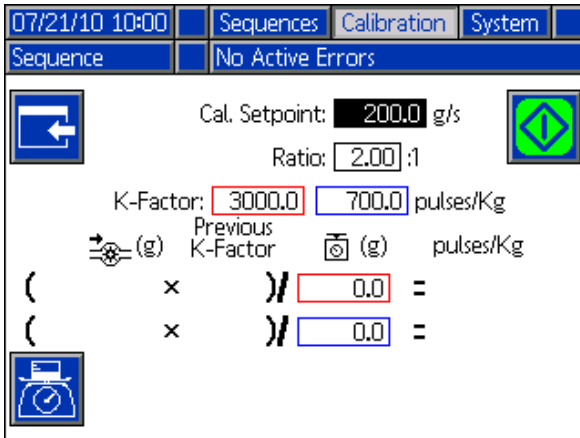 07/21/10 10:00 Sequences Calibration System
Sequence No Active Errors
Cal. Setpoint: 200.0 g/s
Ratio: 2.00 :1
K-Factor: 3000.0 700.0 pulses/Kg
(g) Previous K-Factor (g) pulses/Kg
( × )/ 0.0 =
( × )/ 0.0 =